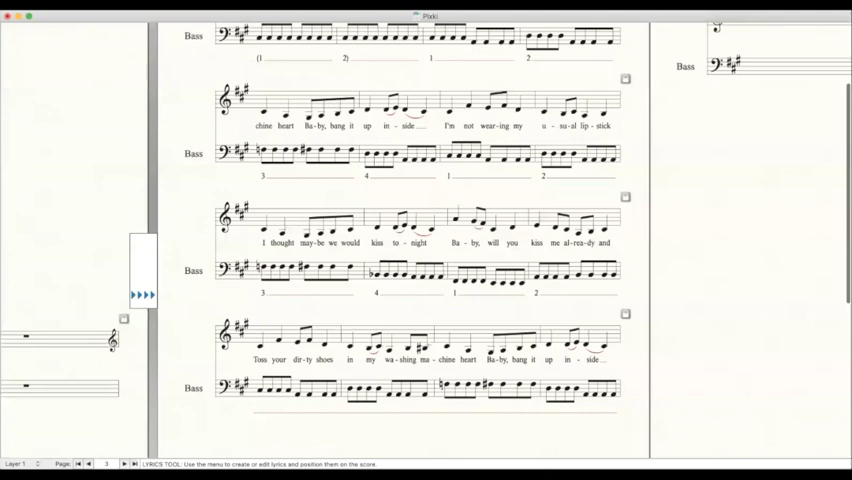 Pixki
Bass
(1 2) 1 2
Bass
chine heart Ba - by, bang it up in - side I'm not wear - ing my u - su - al lip - stick
Bass
3 4 1 2
I thought may - be we would kiss to - night Ba - by, will you kiss me al - rea - dy and
Bass
3 4 1 2
Toss your dir - ty shoes in my wa - shing ma - chine heart Ba - by, bang it up in - side
Bass
Layer 1 Page: 3 LYRICS TOOL: Use the menu to create or edit lyrics and position them on the score.